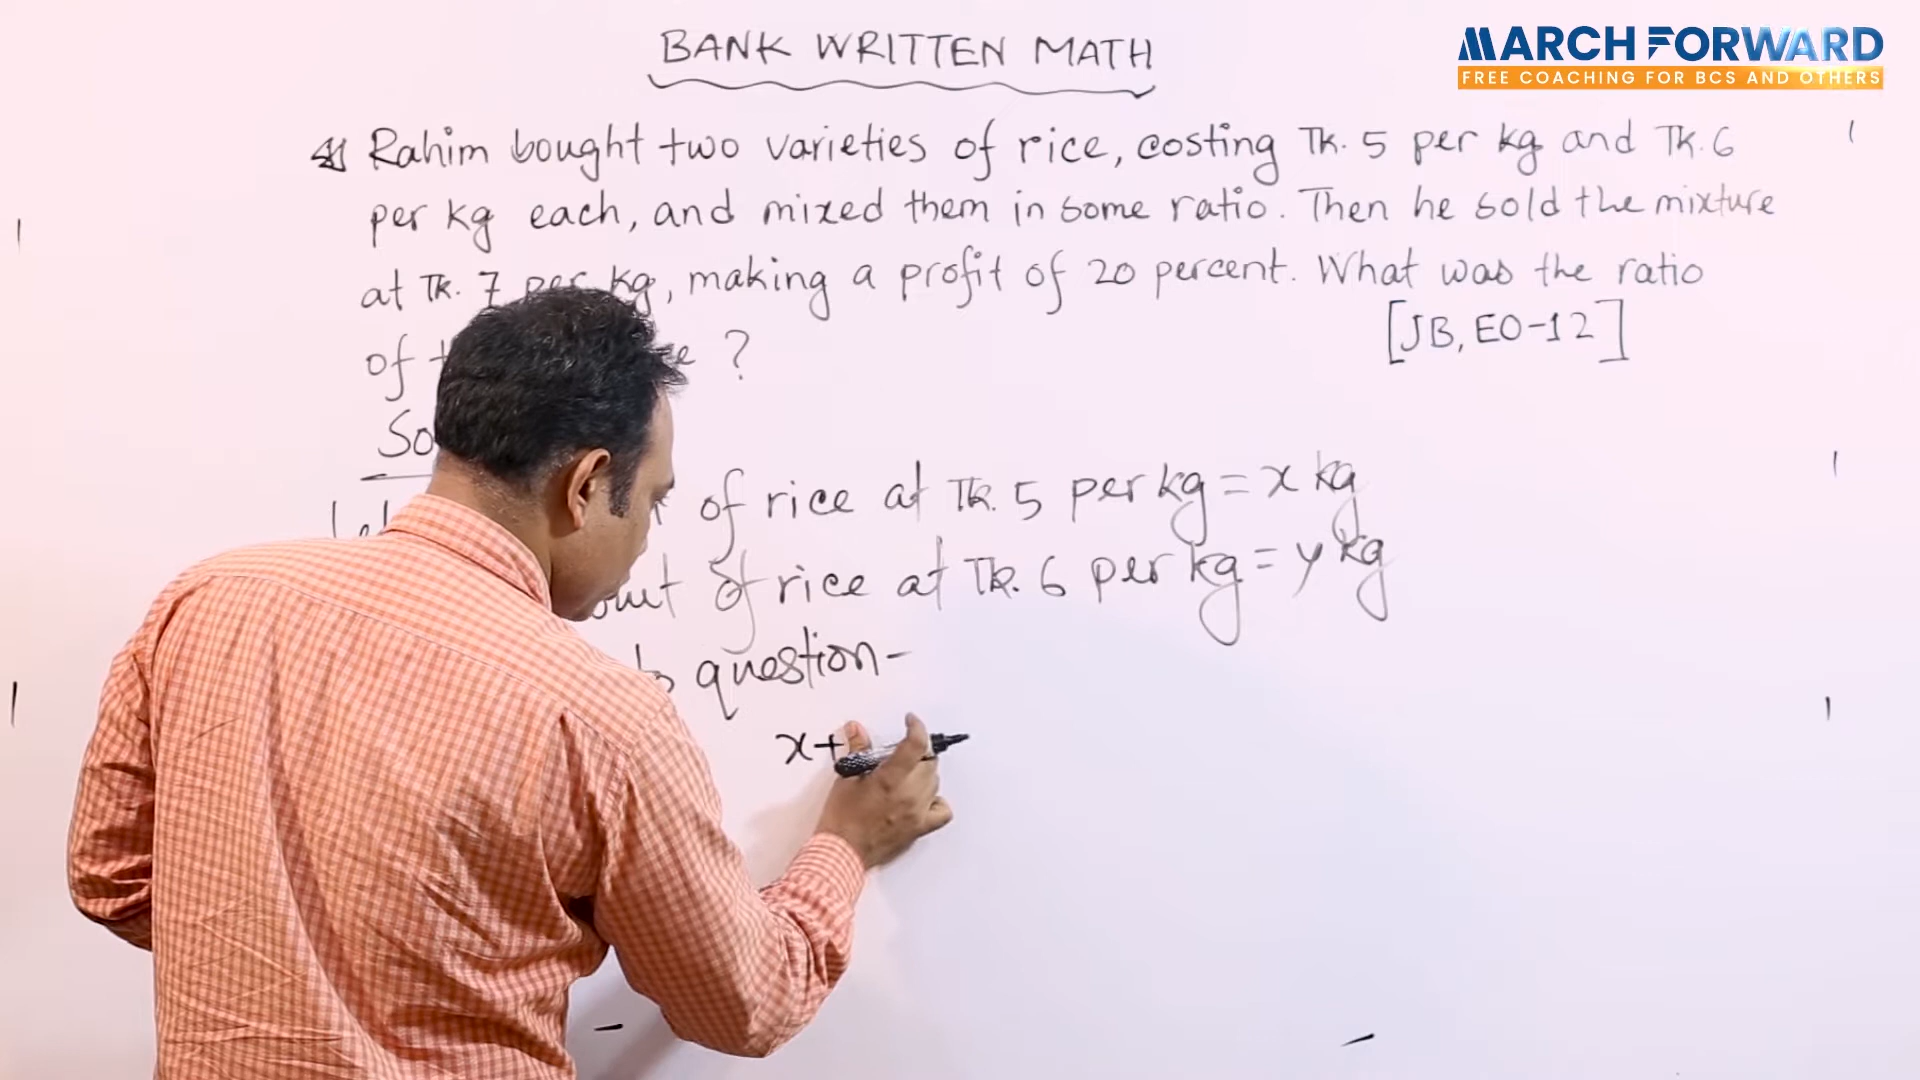 BANK WRITTEN MATH
MARCH FORWARD
FREE COACHING FOR BCS AND OTHERS
Rahim bought two varieties of rice, costing Tk. 5 per kg and Tk. 6
per kg each, and mixed them in some ratio. Then he sold the mixture
at Tk. 7 per kg, making a profit of 20 percent. What was the ratio
of ?
[JB, EO-12]
of rice at Tk. 5 per kg = x kg
of rice at Tk. 6 per kg = y kg
question-
x+